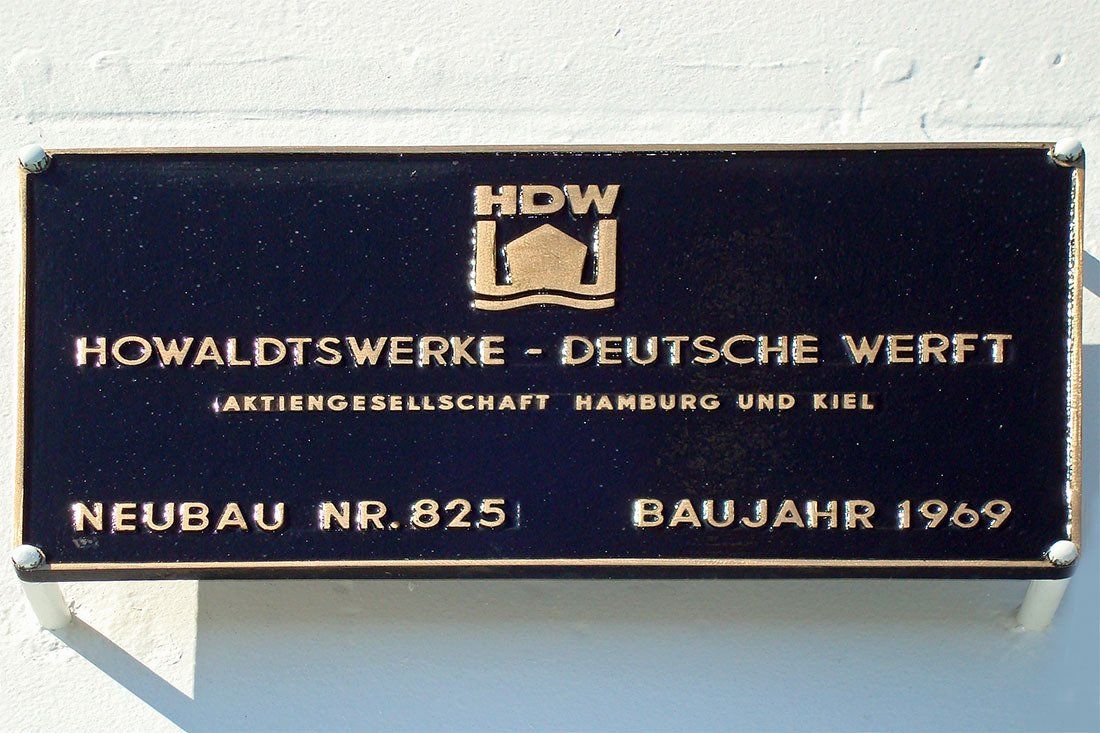 HDW
HOWALDTSWERKE - DEUTSCHE WERFT
AKTIENGESELLSCHAFT HAMBURG UND KIEL
NEUBAU NR. 825 BAUJAHR 1969